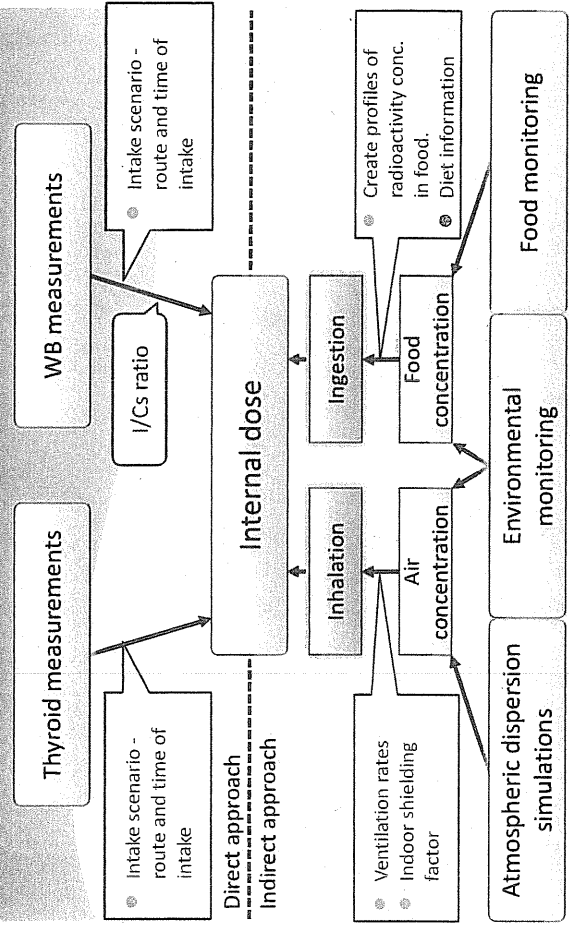 Thyroid measurements
WB measurements
Intake scenario -
route and time of
intake
I/Cs ratio
Intake scenario -
route and time of
intake
Direct approach
Indirect approach
Internal dose
Inhalation
Ingestion
Ventilation rates
Indoor shielding
factor
Air
concentration
Food
concentration
Create profiles of
radioactivity conc.
in food.
Diet information
Atmospheric dispersion
simulations
Environmental
monitoring
Food monitoring